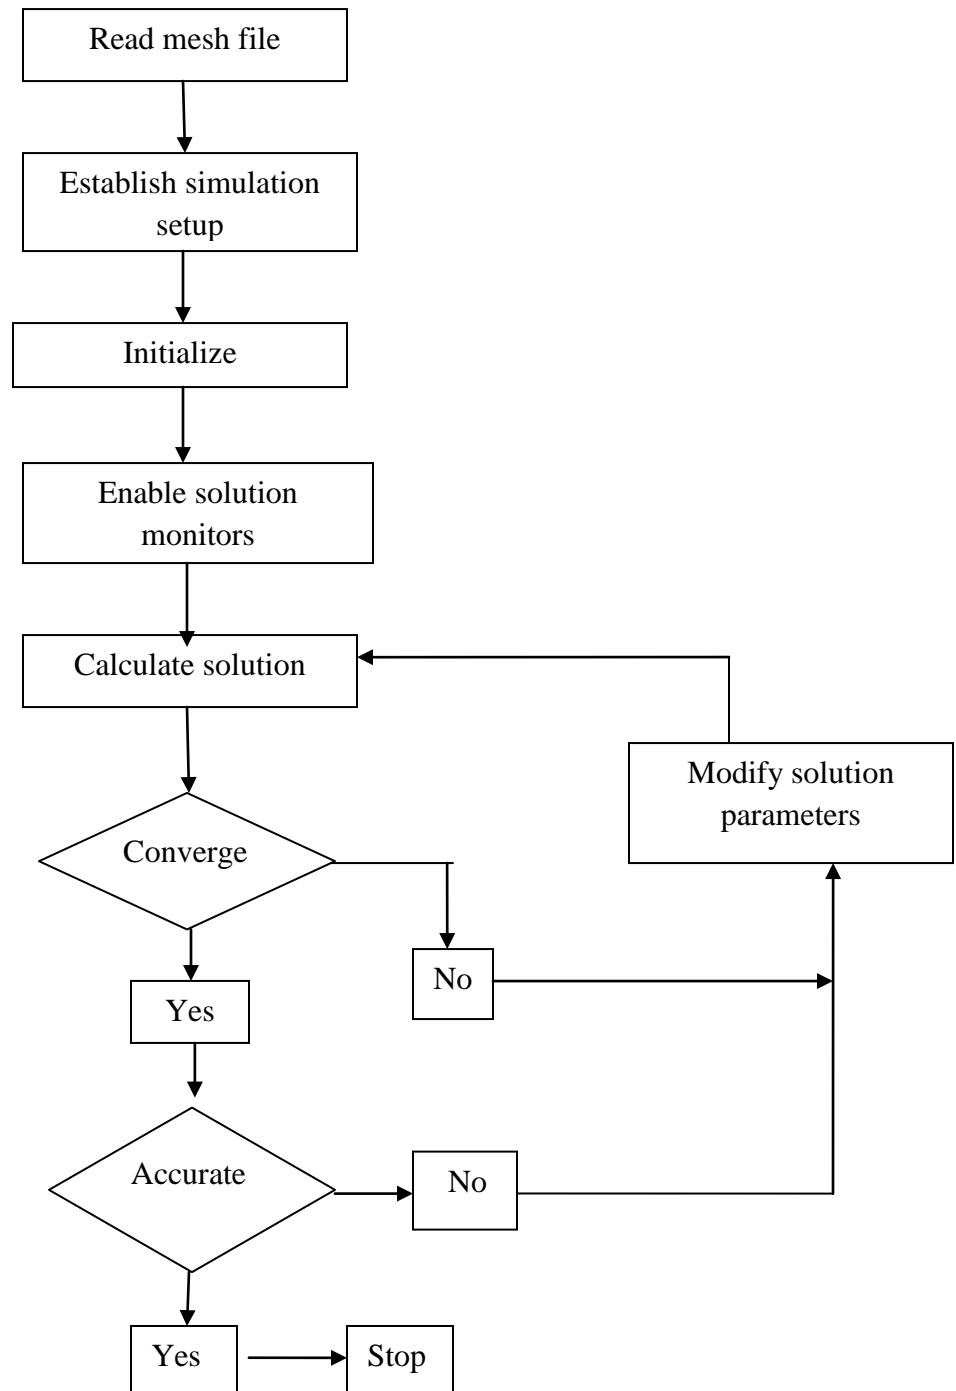 Read mesh file
Establish simulation
setup
Initialize
Enable solution
monitors
Calculate solution
Modify solution
parameters
Converge
No
Yes
Accurate
No
Yes
Stop